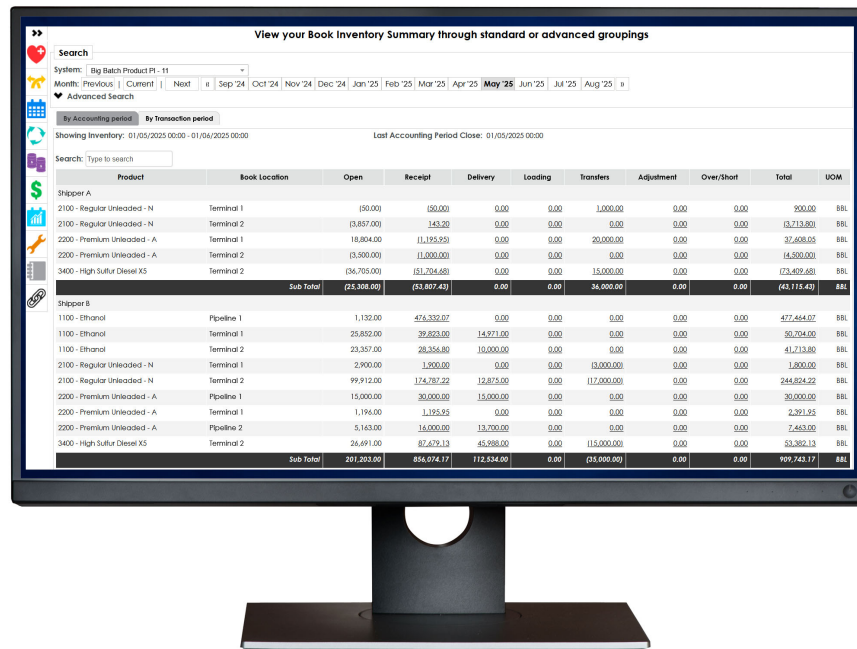 View your Book Inventory Summary through standard or advanced groupings
Search
System: Big Batch Product Pl - 11
Month: Previous | Current | Next « Sep '24 Oct '24 Nov '24 Dec '24 Jan '25 Feb '25 Mar '25 Apr '25 May '25 Jun '25 Jul '25 Aug '25 »
Advanced Search
By Accounting period By Transaction period
Showing Inventory: 01/05/2025 00:00 - 01/06/2025 00:00 Last Accounting Period Close: 01/05/2025 00:00
Search: Type to search
Product Book Location Open Receipt Delivery Loading Transfers Adjustment Over/Short Total UOM
Shipper A
2100 - Regular Unleaded - N Terminal 1 (50.00) (50.00) 0.00 0.00 1,000.00 0.00 0.00 900.00 BBL
2100 - Regular Unleaded - N Terminal 2 (3,857.00) 143.20 0.00 0.00 0.00 0.00 0.00 (3,713.80) BBL
2200 - Premium Unleaded - A Terminal 1 18,804.00 (1,195.95) 0.00 0.00 20,000.00 0.00 0.00 37,608.05 BBL
2200 - Premium Unleaded - A Terminal 2 (3,500.00) (1,000.00) 0.00 0.00 0.00 0.00 0.00 (4,500.00) BBL
3400 - High Sulfur Diesel X5 Terminal 2 (36,705.00) (51,704.68) 0.00 0.00 15,000.00 0.00 0.00 (73,409.68) BBL
Sub Total (25,308.00) (53,807.43) 0.00 0.00 36,000.00 0.00 0.00 (43,115.43) BBL
Shipper B
1100 - Ethanol Pipeline 1 1,132.00 476,332.07 0.00 0.00 0.00 0.00 0.00 477,464.07 BBL
1100 - Ethanol Terminal 1 25,852.00 39,823.00 14,971.00 0.00 0.00 0.00 0.00 50,704.00 BBL
1100 - Ethanol Terminal 2 23,357.00 28,356.80 10,000.00 0.00 0.00 0.00 0.00 41,713.80 BBL
2100 - Regular Unleaded - N Terminal 1 2,900.00 1,900.00 0.00 0.00 (3,000.00) 0.00 0.00 1,800.00 BBL
2100 - Regular Unleaded - N Terminal 2 99,912.00 174,787.22 12,875.00 0.00 (17,000.00) 0.00 0.00 244,824.22 BBL
2200 - Premium Unleaded - A Pipeline 1 15,000.00 30,000.00 15,000.00 0.00 0.00 0.00 0.00 30,000.00 BBL
2200 - Premium Unleaded - A Terminal 1 1,196.00 1,195.95 0.00 0.00 0.00 0.00 0.00 2,391.95 BBL
2200 - Premium Unleaded - A Pipeline 2 5,163.00 16,000.00 13,700.00 0.00 0.00 0.00 0.00 7,463.00 BBL
3400 - High Sulfur Diesel X5 Terminal 2 26,691.00 87,679.13 45,988.00 0.00 (15,000.00) 0.00 0.00 53,382.13 BBL
Sub Total 201,203.00 856,074.17 112,534.00 0.00 (35,000.00) 0.00 0.00 909,743.17 BBL